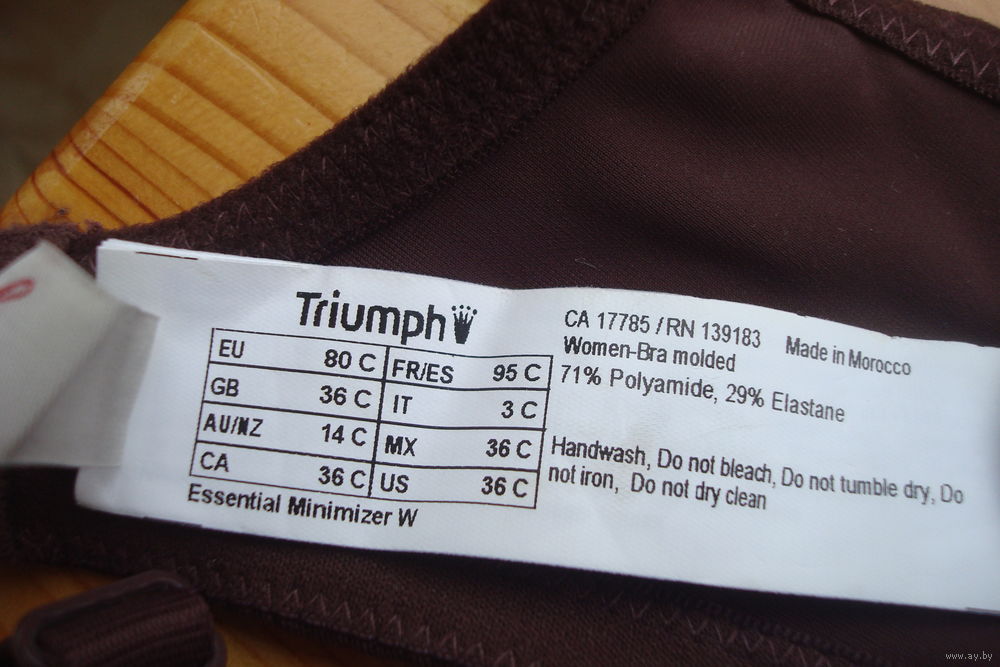 Triumph
EU 80 C FR/ES 95 C
GB 36 C IT 3 C
AU/NZ 14 C MX 36 C
CA 36 C US 36 C
Essential Minimizer W
CA 17785 / RN 139183 Made in Morocco
Women-Bra molded
71% Polyamide, 29% Elastane
Handwash, Do not bleach, Do not tumble dry, Do
not iron, Do not dry clean
www.ay.by